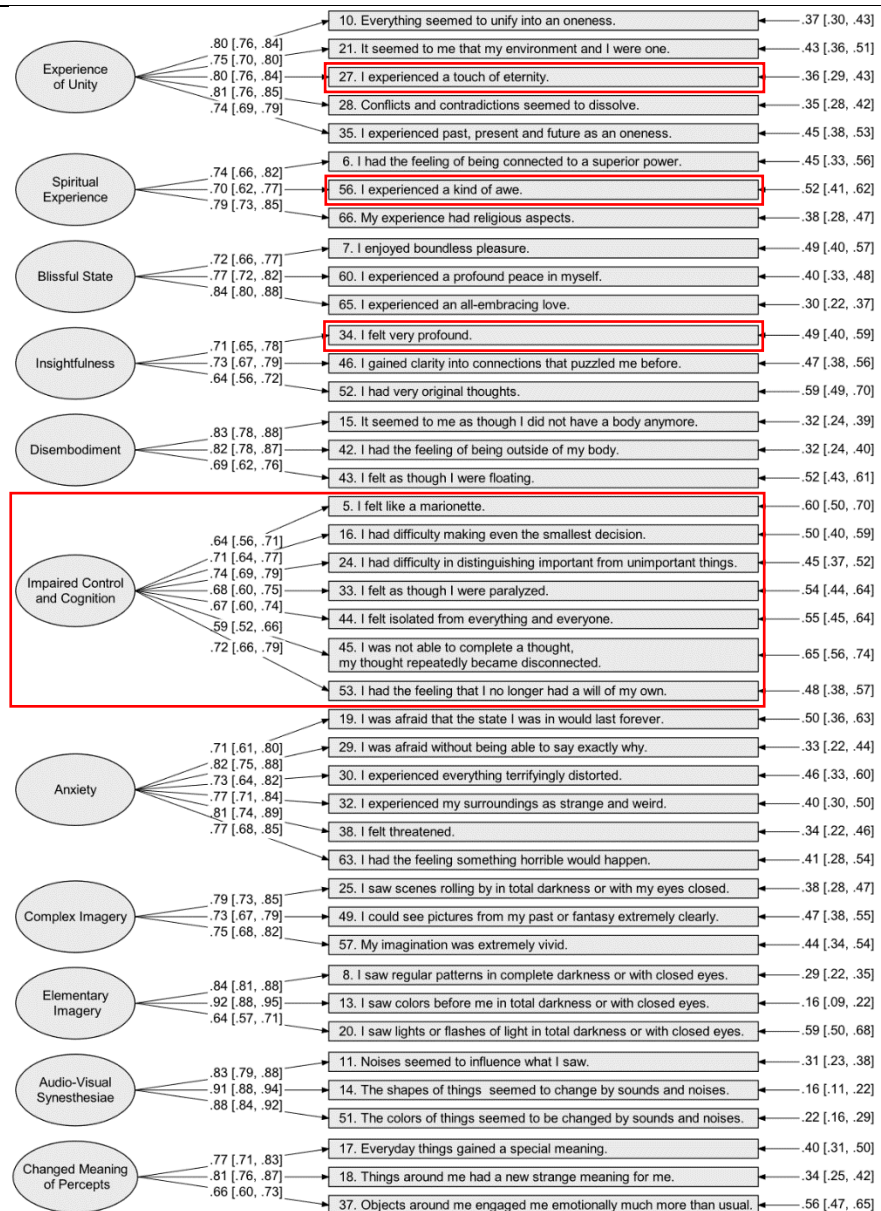 10. Everything seemed to unify into an oneness.
.37 [.30, .43]
.80 [.76, .84]
21. It seemed to me that my environment and I were one.
.43 [.36, .51]
.75 [.70, .80]
Experience
of Unity
.80 [.76, .84]
27. I experienced a touch of eternity.
.36 [.29, .43]
.81 [.76, .85]
28. Conflicts and contradictions seemed to dissolve.
.35 [.28, .42]
.74 [.69, .79]
35. I experienced past, present and future as an oneness.
.45 [.38, .53]
6. I had the feeling of being connected to a superior power.
.45 [.33, .56]
Spiritual
Experience
.74 [.66, .82]
.70 [.62, .77]
56. I experienced a kind of awe.
.52 [.41, .62]
.79 [.73, .85]
66. My experience had religious aspects.
.38 [.28, .47]
7. I enjoyed boundless pleasure.
.49 [.40, .57]
Blissful State
.72 [.66, .77]
.77 [.72, .82]
60. I experienced a profound peace in myself.
.40 [.33, .48]
.84 [.80, .88]
65. I experienced an all-embracing love.
.30 [.22, .37]
34. I felt very profound.
.49 [.40, .59]
Insightfulness
.71 [.65, .78]
.73 [.67, .79]
46. I gained clarity into connections that puzzled me before.
.47 [.38, .56]
.64 [.56, .72]
52. I had very original thoughts.
.59 [.49, .70]
15. It seemed to me as though I did not have a body anymore.
.32 [.24, .39]
Disembodiment
.83 [.78, .88]
.82 [.78, .87]
42. I had the feeling of being outside of my body.
.32 [.24, .40]
.69 [.62, .76]
43. I felt as though I were floating.
.52 [.43, .61]
5. I felt like a marionette.
.60 [.50, .70]
.64 [.56, .71]
16. I had difficulty making even the smallest decision.
.50 [.40, .59]
.71 [.64, .77]
24. I had difficulty in distinguishing important from unimportant things.
.45 [.37, .52]
Impaired Control
and Cognition
.74 [.69, .79]
.68 [.60, .75]
33. I felt as though I were paralyzed.
.54 [.44, .64]
.67 [.60, .74]
44. I felt isolated from everything and everyone.
.55 [.45, .64]
.59 [.52, .66]
45. I was not able to complete a thought,
my thought repeatedly became disconnected.
.65 [.56, .74]
.72 [.66, .79]
53. I had the feeling that I no longer had a will of my own.
.48 [.38, .57]
19. I was afraid that the state I was in would last forever.
.50 [.36, .63]
.71 [.61, .80]
29. I was afraid without being able to say exactly why.
.33 [.22, .44]
.82 [.75, .88]
30. I experienced everything terrifyingly distorted.
.46 [.33, .60]
Anxiety
.73 [.64, .82]
.77 [.71, .84]
32. I experienced my surroundings as strange and weird.
.40 [.30, .50]
.81 [.74, .89]
38. I felt threatened.
.34 [.22, .46]
.77 [.68, .85]
63. I had the feeling something horrible would happen.
.41 [.28, .54]
25. I saw scenes rolling by in total darkness or with my eyes closed.
.38 [.28, .47]
Complex Imagery
.79 [.73, .85]
.73 [.67, .79]
49. I could see pictures from my past or fantasy extremely clearly.
.47 [.38, .55]
.75 [.68, .82]
57. My imagination was extremely vivid.
.44 [.34, .54]
8. I saw regular patterns in complete darkness or with closed eyes.
.29 [.22, .35]
Elementary
Imagery
.84 [.81, .88]
.92 [.88, .95]
13. I saw colors before me in total darkness or with closed eyes.
.16 [.09, .22]
.64 [.57, .71]
20. I saw lights or flashes of light in total darkness or with closed eyes.
.59 [.50, .68]
11. Noises seemed to influence what I saw.
.31 [.23, .38]
Audio-Visual
Synesthesiae
.83 [.79, .88]
.91 [.88, .94]
14. The shapes of things seemed to change by sounds and noises.
.16 [.11, .22]
.88 [.84, .92]
51. The colors of things seemed to be changed by sounds and noises.
.22 [.16, .29]
17. Everyday things gained a special meaning.
.40 [.31, .50]
Changed Meaning
of Percepts
.77 [.71, .83]
.81 [.76, .87]
18. Things around me had a new strange meaning for me.
.34 [.25, .42]
.66 [.60, .73]
37. Objects around me engaged me emotionally much more than usual.
.56 [.47, .65]